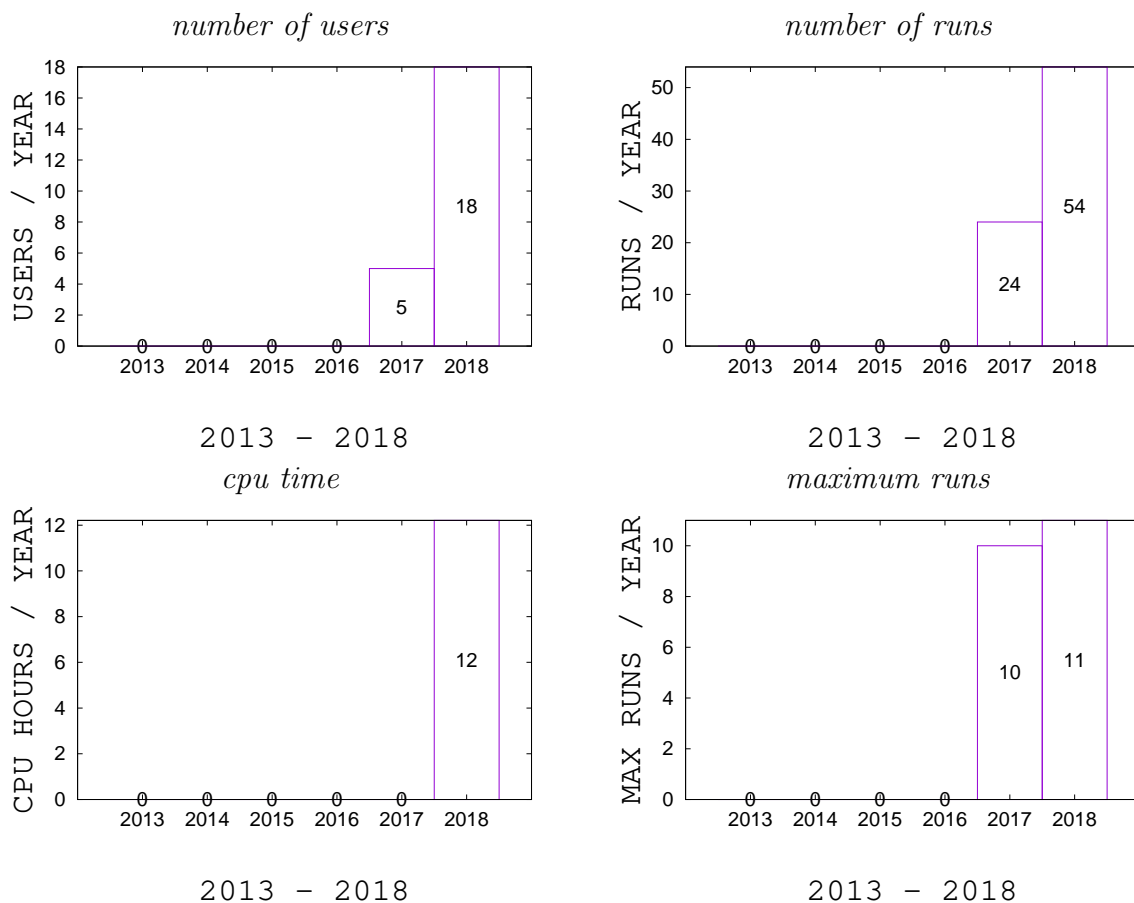 number of users
USERS / YEAR
18
16
14
12
10
8
6
4
2
0
0 0 0 0 5 18
2013 2014 2015 2016 2017 2018
2013 – 2018
number of runs
RUNS / YEAR
50
40
30
20
10
0
0 0 0 0 24 54
2013 2014 2015 2016 2017 2018
2013 – 2018
cpu time
CPU HOURS / YEAR
12
10
8
6
4
2
0
0 0 0 0 0 12
2013 2014 2015 2016 2017 2018
2013 – 2018
maximum runs
MAX RUNS / YEAR
10
8
6
4
2
0
0 0 0 0 10 11
2013 2014 2015 2016 2017 2018
2013 – 2018